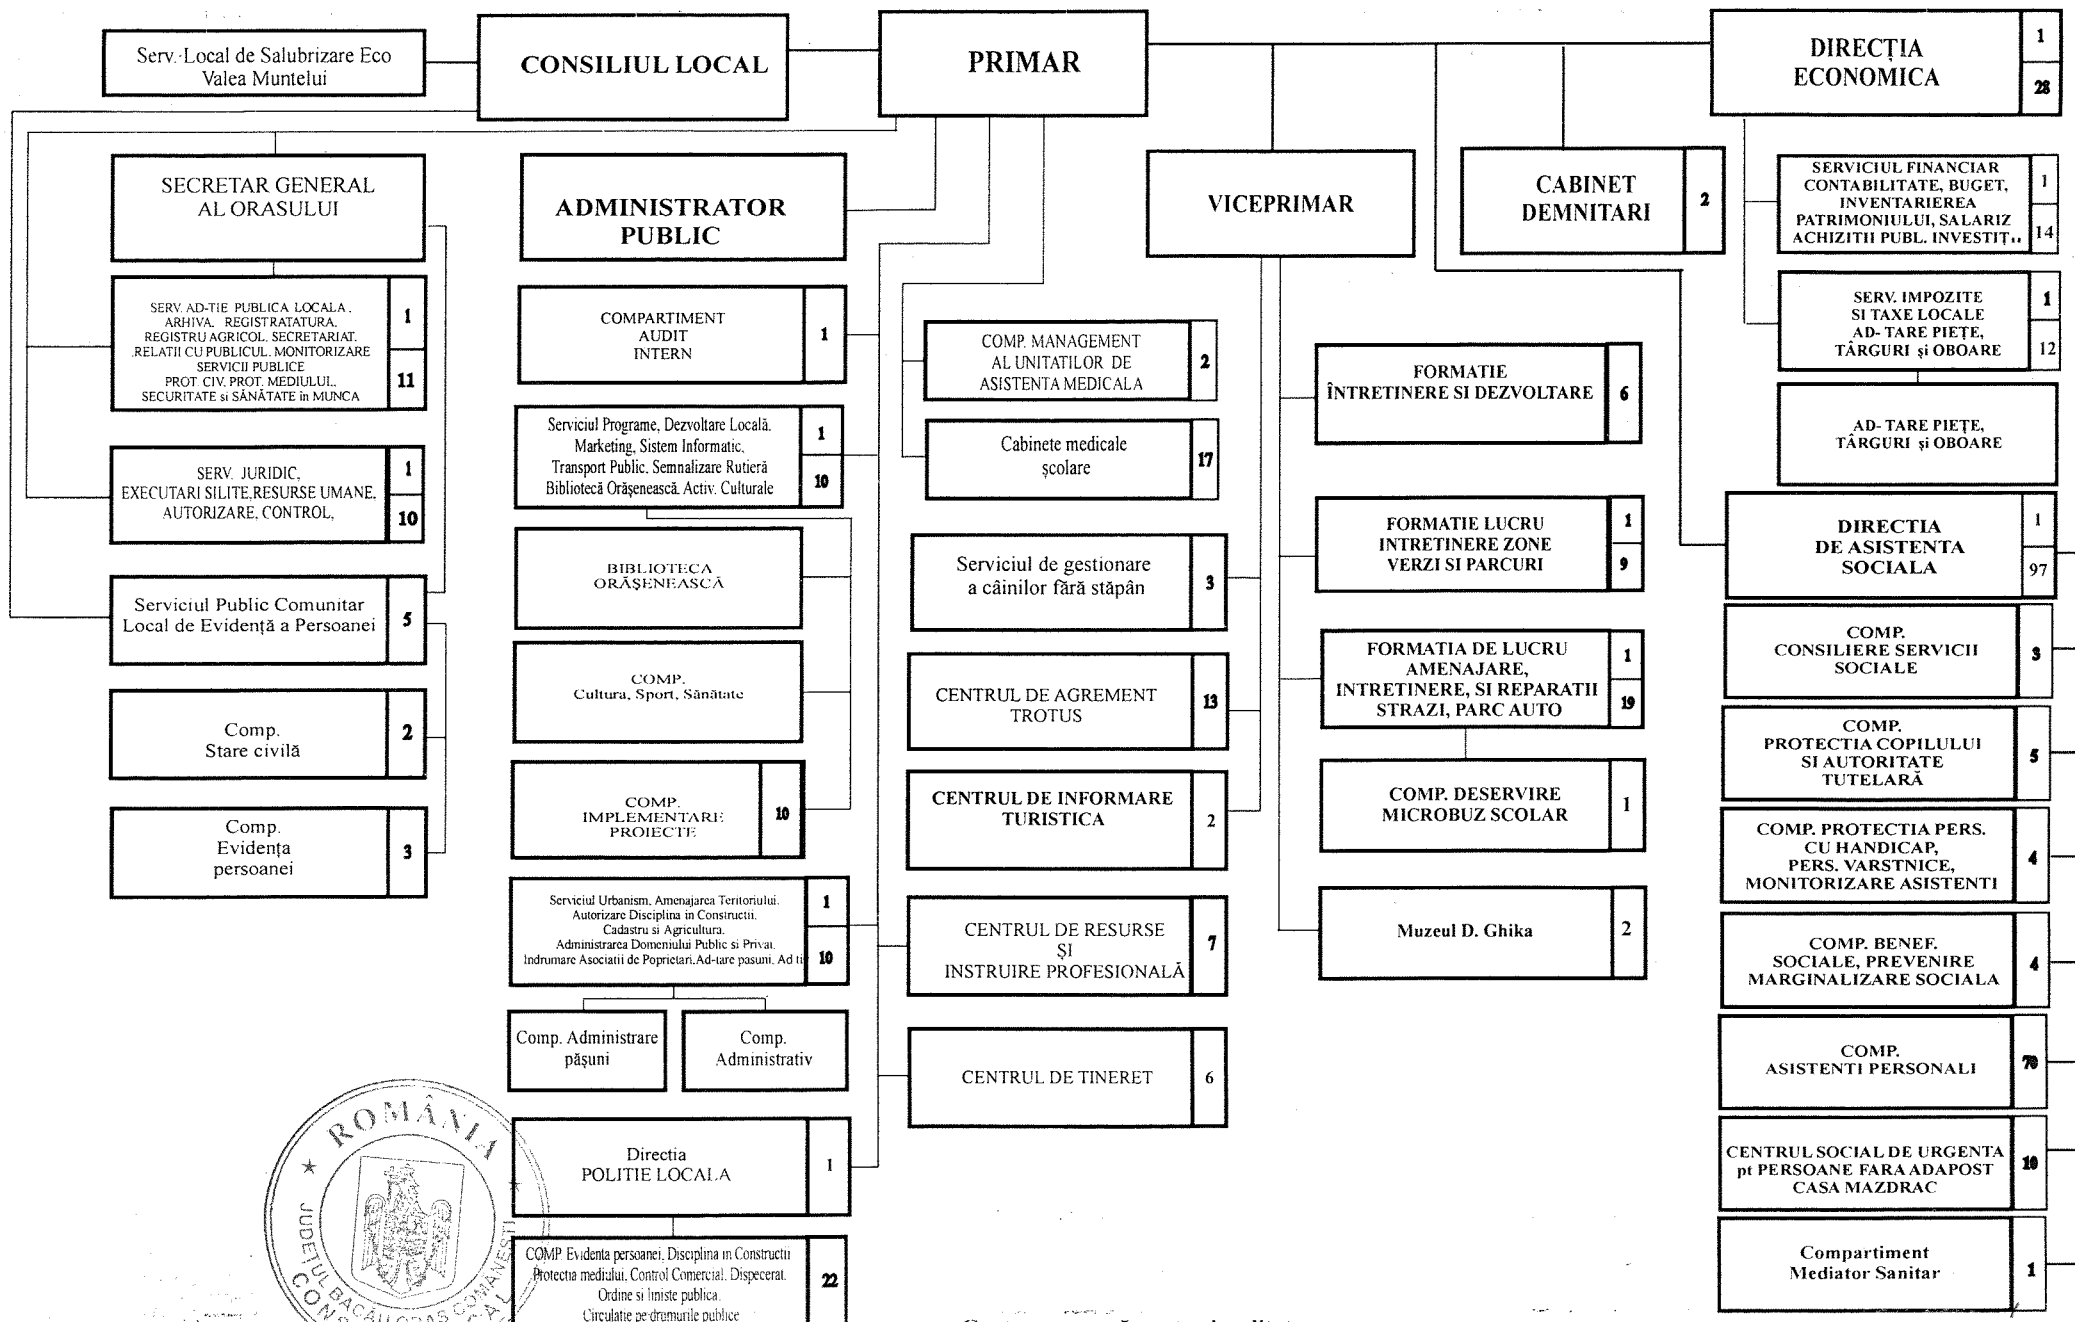 Serv. Local de Salubrizare Eco
Valea Muntelui
CONSILIUL LOCAL
PRIMAR
DIRECȚIA
ECONOMICA
1
28
SECRETAR GENERAL
AL ORASULUI
ADMINISTRATOR
PUBLIC
VICEPRIMAR
CABINET
DEMNITARI
2
SERVICIUL FINANCIAR
CONTABILITATE, BUGET,
INVENTARIEREA
PATRIMONIULUI, SALARIZ
ACHIZITII PUBL. INVESTIȚ
1
14
SERV. AD-TIE PUBLICA LOCALA,
ARHIVA, REGISTRATATURA,
REGISTRU AGRICOL, SECRETARIAT,
RELATII CU PUBLICUL, MONITORIZARE
SERVICII PUBLICE
PROT. CIV. PROT. MEDIULUI,
SECURITATE si SĂNĂTATE în MUNCA
1
11
SERV. JURIDIC,
EXECUTARI SILITE,RESURSE UMANE,
AUTORIZARE, CONTROL,
1
10
Serviciul Public Comunitar
Local de Evidență a Persoanei
5
Comp.
Stare civilă
2
Comp.
Evidența
persoanei
3
COMPARTIMENT
AUDIT
INTERN
1
Serviciul Programe, Dezvoltare Locală,
Marketing, Sistem Informatic,
Transport Public, Semnalizare Rutieră
Bibliotecă Orășenească, Activ. Culturale
1
10
BIBLIOTECA
ORĂȘENEASCĂ
COMP.
Cultura, Sport, Sănătate
COMP.
IMPLEMENTARE
PROIECTE
10
Serviciul Urbanism, Amenajarea Teritoriului,
Autorizare Disciplina in Constructii,
Cadastru si Agricultura,
Administrarea Domeniului Public si Privat,
Indrumare Asociatii de Poprietari,Ad-tare pasuni, Ad ti
1
10
Comp. Administrare
pășuni
Comp.
Administrativ
Directia
POLITIE LOCALA
1
COMP. Evidenta persoanei, Disciplina in Constructii
Protectia mediului, Control Comercial, Dispecerat,
Ordine si liniste publica,
Circulatie pe drumurile publice
22
COMP. MANAGEMENT
AL UNITATILOR DE
ASISTENTA MEDICALA
2
Cabinete medicale
școlare
17
Serviciul de gestionare
a câinilor fără stăpân
3
CENTRUL DE AGREMENT
TROTUS
13
CENTRUL DE INFORMARE
TURISTICA
2
CENTRUL DE RESURSE
ȘI
INSTRUIRE PROFESIONALĂ
7
CENTRUL DE TINERET
6
FORMATIE
ÎNTRETINERE SI DEZVOLTARE
6
FORMATIE LUCRU
INTRETINERE ZONE
VERZI SI PARCURI
1
9
FORMATIA DE LUCRU
AMENAJARE,
INTRETINERE, SI REPARATII
STRAZI, PARC AUTO
1
19
COMP. DESERVIRE
MICROBUZ SCOLAR
1
Muzeul D. Ghika
2
SERV. IMPOZITE
SI TAXE LOCALE
AD- TARE PIEȚE,
TÂRGURI și OBOARE
1
12
AD- TARE PIEȚE,
TÂRGURI și OBOARE
DIRECTIA
DE ASISTENTA
SOCIALA
1
97
COMP.
CONSILIERE SERVICII
SOCIALE
3
COMP.
PROTECTIA COPILULUI
SI AUTORITATE
TUTELARĂ
5
COMP. PROTECTIA PERS.
CU HANDICAP,
PERS. VARSTNICE,
MONITORIZARE ASISTENTI
4
COMP. BENEF.
SOCIALE, PREVENIRE
MARGINALIZARE SOCIALA
4
COMP.
ASISTENTI PERSONALI
70
CENTRUL SOCIAL DE URGENTA
pt PERSOANE FARA ADAPOST
CASA MAZDRAC
10
Compartiment
Mediator Sanitar
1
ROMÂNIA
JUDEȚUL BACĂU ORAȘ COMĂNEȘTI